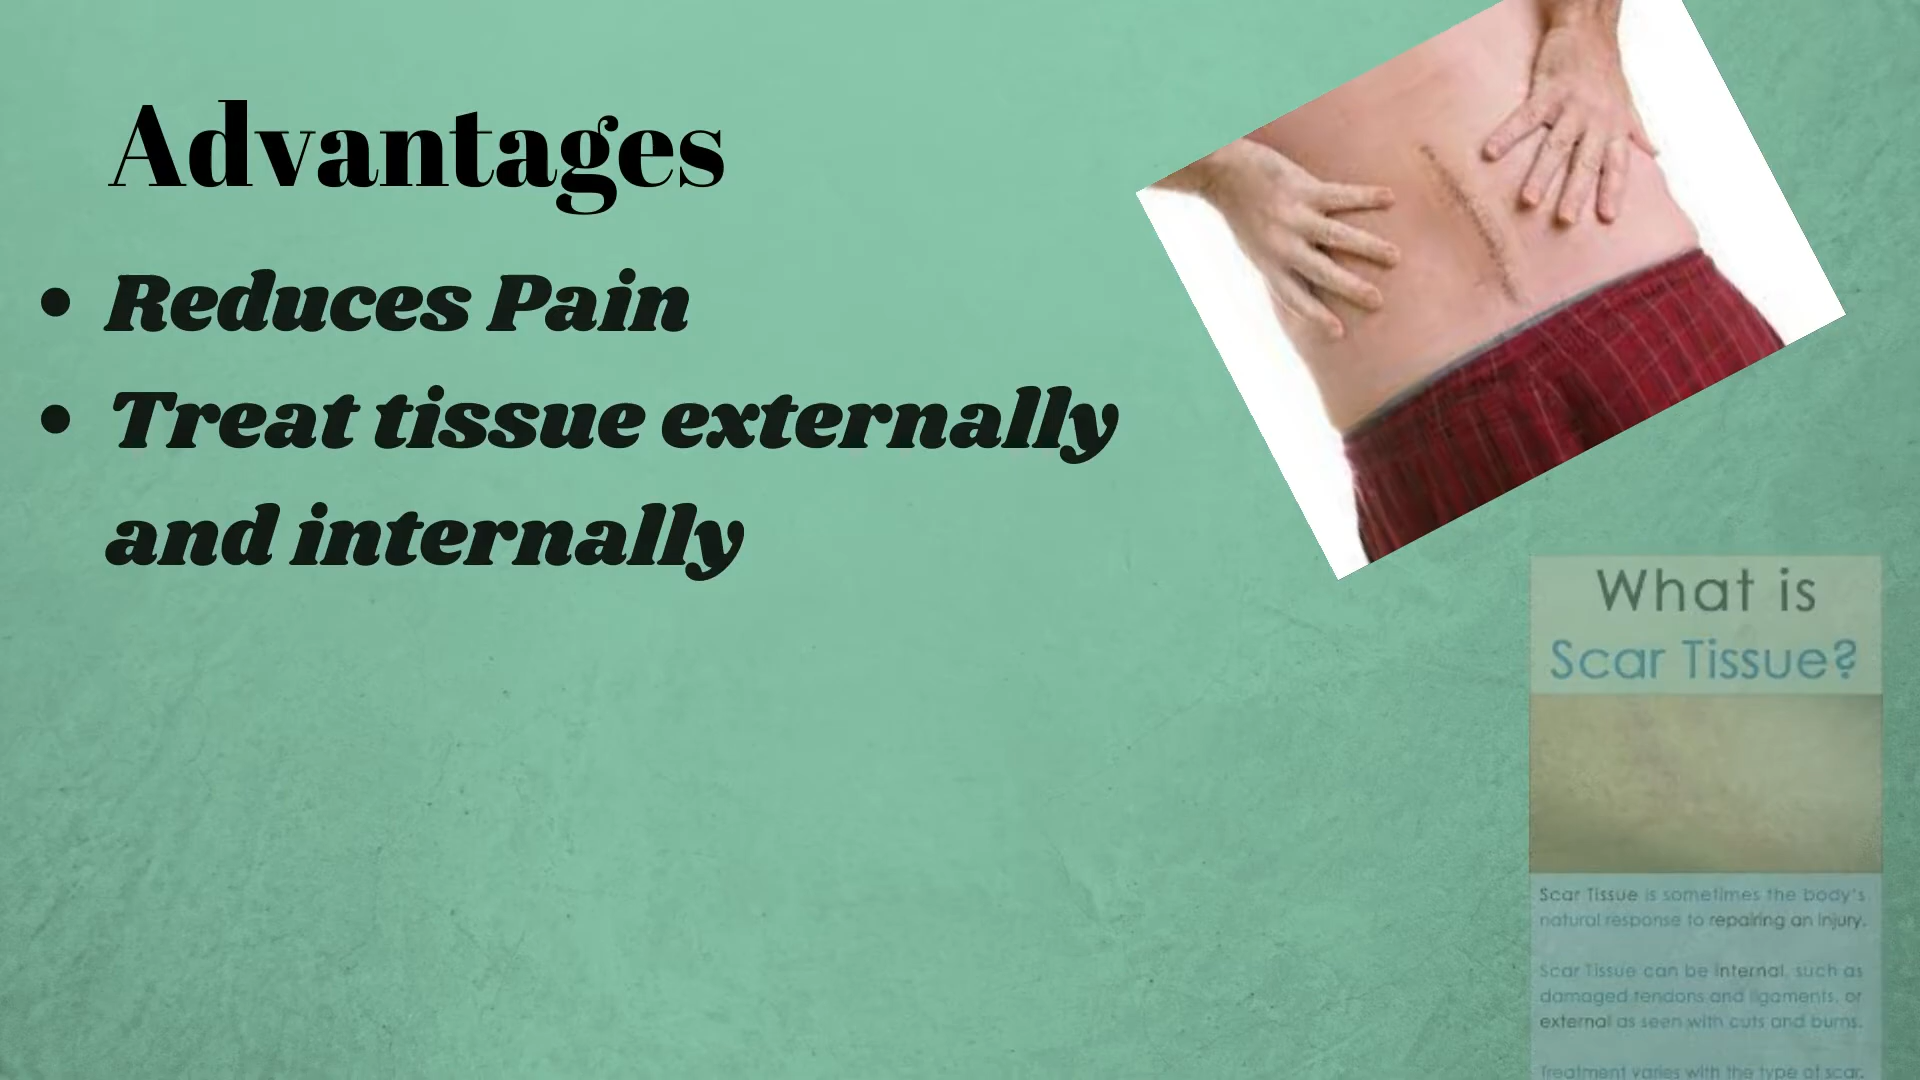 Advantages
• Reduces Pain
• Treat tissue externally
and internally
What is
Scar Tissue?
Scar Tissue is sometimes the body's
natural response to repairing an injury.
Scar Tissue can be internal, such as
damaged tendons and ligaments, or
external as seen with cuts and burns.
Treatment varies with the type of scar.